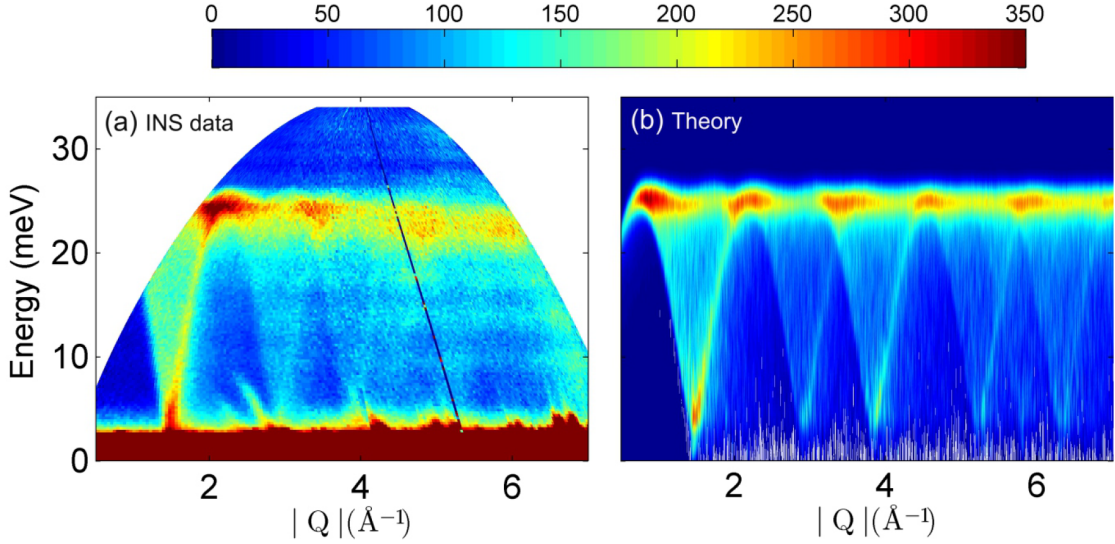 0 50 100 150 200 250 300 350
(a) INS data
(b) Theory
Energy (meV)
30
20
10
0
2 4 6
2 4 6
| Q |(Å⁻¹)
| Q |(Å⁻¹)